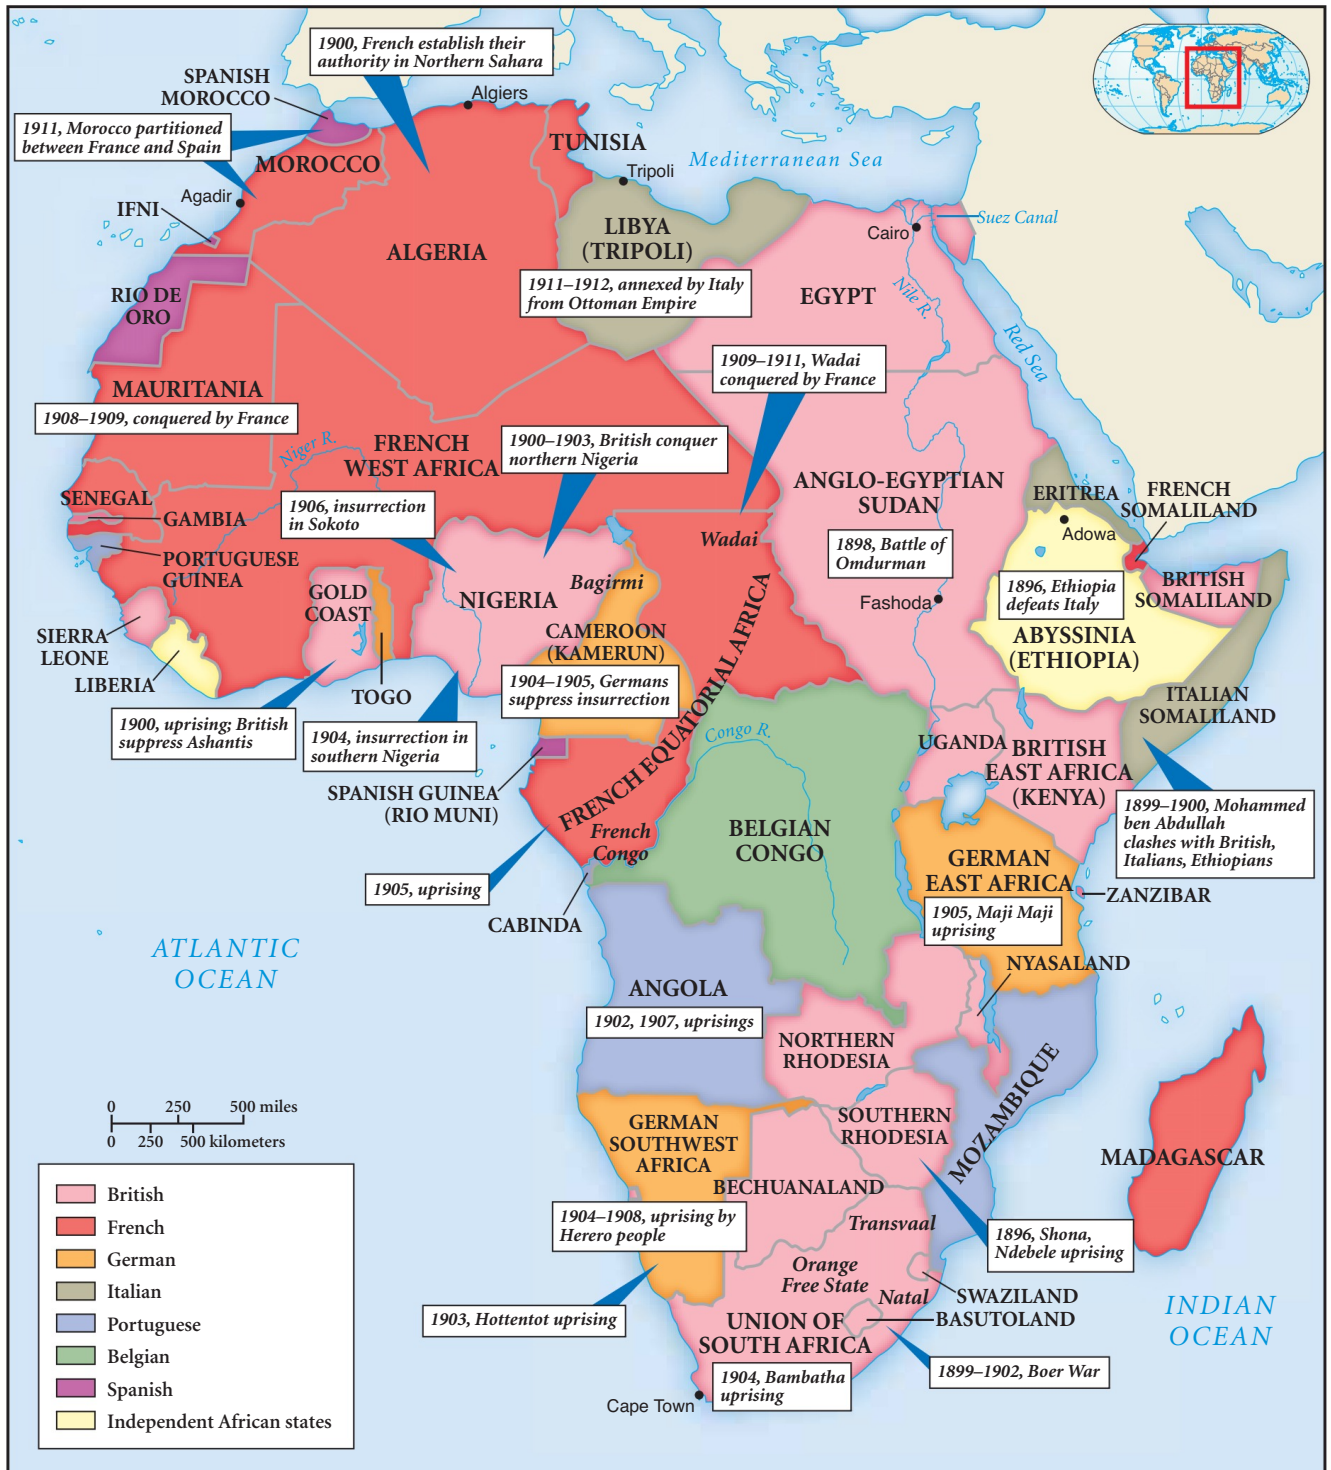 1900, French establish their
authority in Northern Sahara
SPANISH
MOROCCO
Algiers
1911, Morocco partitioned
between France and Spain
MOROCCO
TUNISIA
Mediterranean Sea
Tripoli
Agadir
IFNI
LIBYA
(TRIPOLI)
Suez Canal
Cairo
ALGERIA
1911–1912, annexed by Italy
from Ottoman Empire
EGYPT
Nile R.
RIO DE
ORO
Red Sea
1909–1911, Wadai
conquered by France
MAURITANIA
1908–1909, conquered by France
Niger R.
FRENCH
WEST AFRICA
1900–1903, British conquer
northern Nigeria
ANGLO-EGYPTIAN
SUDAN
ERITREA
FRENCH
SOMALILAND
SENEGAL
GAMBIA
1906, insurrection
in Sokoto
Wadai
Adowa
1898, Battle of
Omdurman
PORTUGUESE
GUINEA
Bagirmi
GOLD
COAST
NIGERIA
Fashoda
1896, Ethiopia
defeats Italy
BRITISH
SOMALILAND
SIERRA
LEONE
CAMEROON
(KAMERUN)
ABYSSINIA
(ETHIOPIA)
LIBERIA
TOGO
1904–1905, Germans
suppress insurrection
FRENCH EQUATORIAL AFRICA
ITALIAN
SOMALILAND
1900, uprising; British
suppress Ashantis
1904, insurrection in
southern Nigeria
Congo R.
UGANDA
BRITISH
EAST AFRICA
(KENYA)
SPANISH GUINEA
(RIO MUNI)
French
Congo
BELGIAN
CONGO
1899–1900, Mohammed
ben Abdullah
clashes with British,
Italians, Ethiopians
1905, uprising
GERMAN
EAST AFRICA
ZANZIBAR
CABINDA
1905, Maji Maji
uprising
ATLANTIC
OCEAN
NYASALAND
ANGOLA
1902, 1907, uprisings
NORTHERN
RHODESIA
MOZAMBIQUE
0 250 500 miles
0 250 500 kilometers
GERMAN
SOUTHWEST
AFRICA
SOUTHERN
RHODESIA
MADAGASCAR
BECHUANALAND
1904–1908, uprising by
Herero people
Transvaal
1896, Shona,
Ndebele uprising
Orange
Free State
Natal
SWAZILAND
BASUTOLAND
INDIAN
OCEAN
1903, Hottentot uprising
UNION OF
SOUTH AFRICA
1899–1902, Boer War
1904, Bambatha
uprising
Cape Town
British
French
German
Italian
Portuguese
Belgian
Spanish
Independent African states